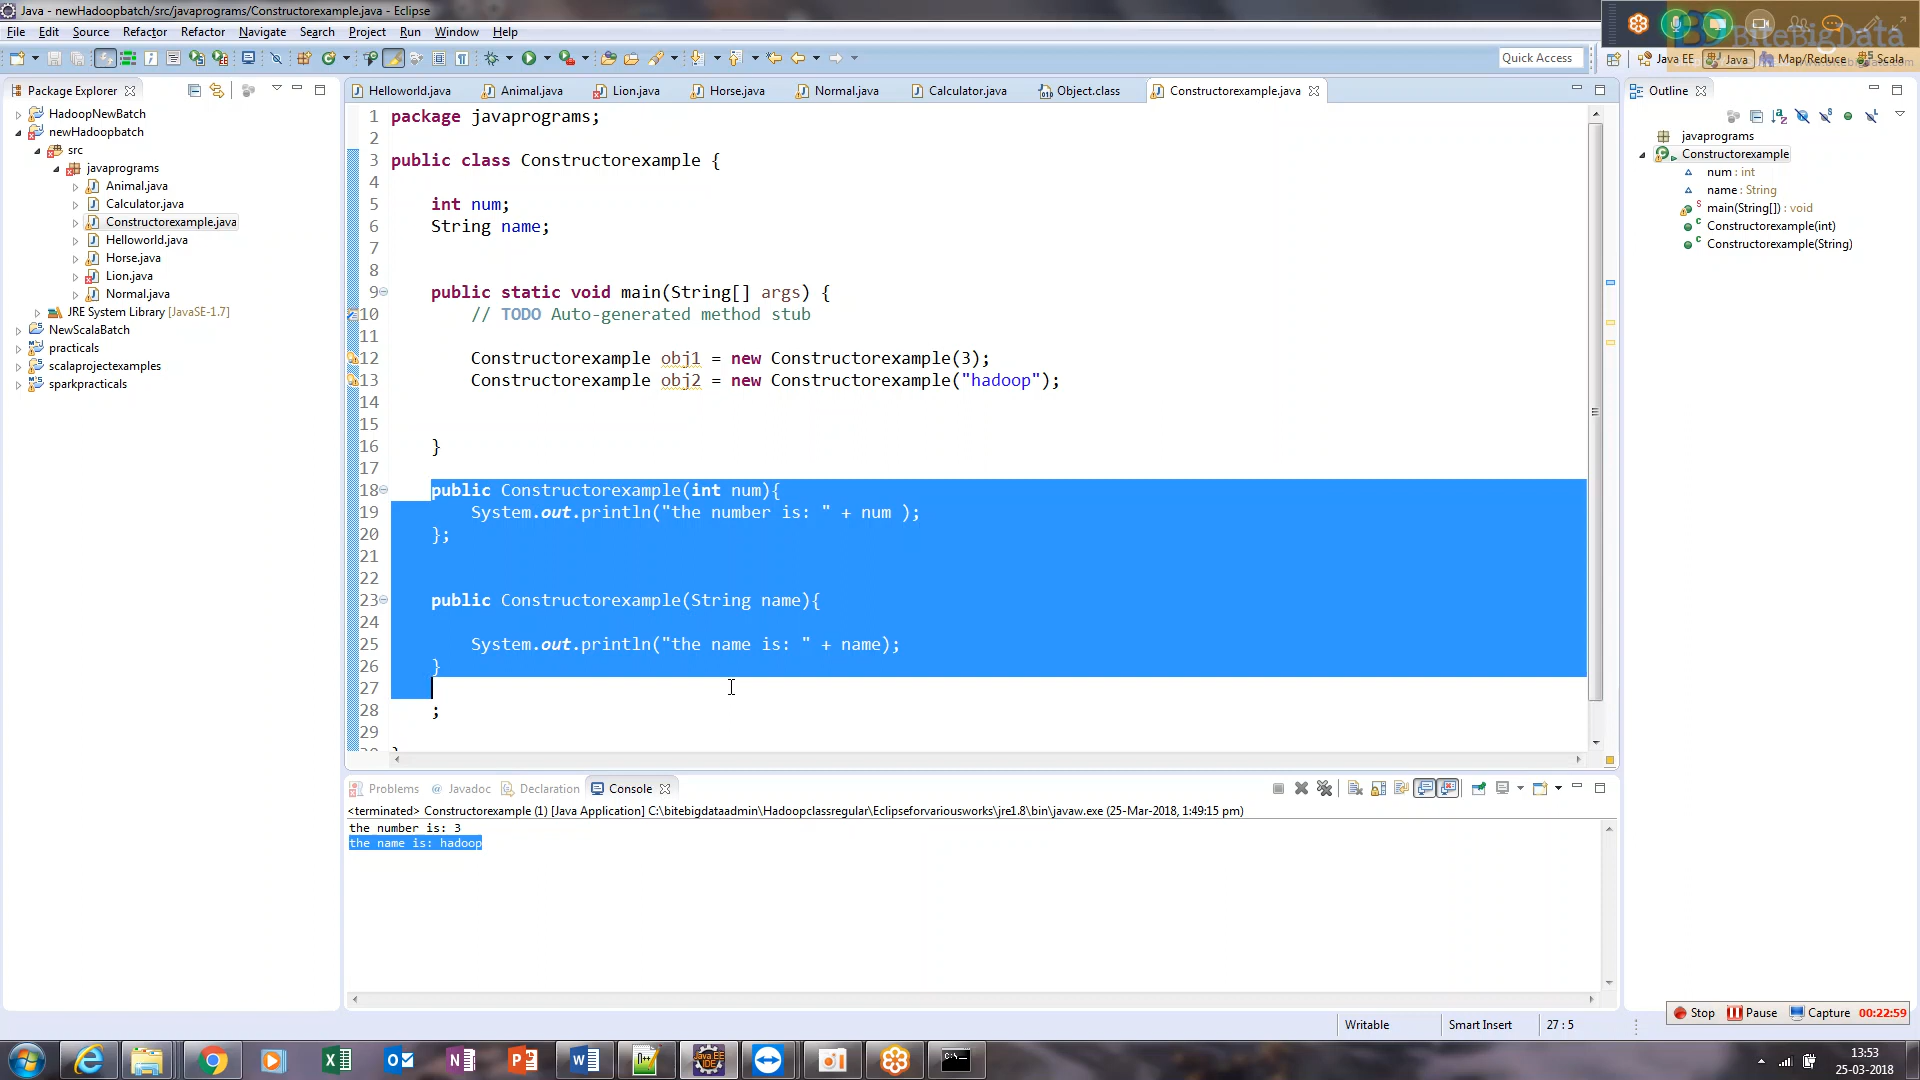 Java - newHadoopbatch/src/javaprograms/Constructorexample.java - Eclipse
File Edit Source Refactor Refactor Navigate Search Project Run Window Help
BiteBigData
Quick Access
Java EE Java Map/Reduce Scala
Package Explorer
HadoopNewBatch
newHadoopbatch
src
javaprograms
Animal.java
Calculator.java
Constructorexample.java
Helloworld.java
Horse.java
Lion.java
Normal.java
JRE System Library [JavaSE-1.7]
NewScalaBatch
practicals
scalaprojectexamples
sparkpracticals
Helloworld.java Animal.java Lion.java Horse.java Normal.java Calculator.java Object.class Constructorexample.java
1 package javaprograms;
2
3 public class Constructorexample {
4
5 int num;
6 String name;
7
8
9 public static void main(String[] args) {
10 // TODO Auto-generated method stub
11
12 Constructorexample obj1 = new Constructorexample(3);
13 Constructorexample obj2 = new Constructorexample("hadoop");
14
15
16 }
17
18 public Constructorexample(int num){
19 System.out.println("the number is: " + num );
20 };
21
22
23 public Constructorexample(String name){
24
25 System.out.println("the name is: " + name);
26 }
27
28 ;
29
Outline
javaprograms
Constructorexample
num : int
name : String
main(String[]) : void
Constructorexample(int)
Constructorexample(String)
Problems Javadoc Declaration Console
<terminated> Constructorexample (1) [Java Application] C:\bitebigdataadmin\Hadoopclassregular\Eclipseforvariousworks\jre1.8\bin\javaw.exe (25-Mar-2018, 1:49:15 pm)
the number is: 3
the name is: hadoop
Writable Smart Insert 27 : 5
Stop Pause Capture 00:22:59
13:53
25-03-2018